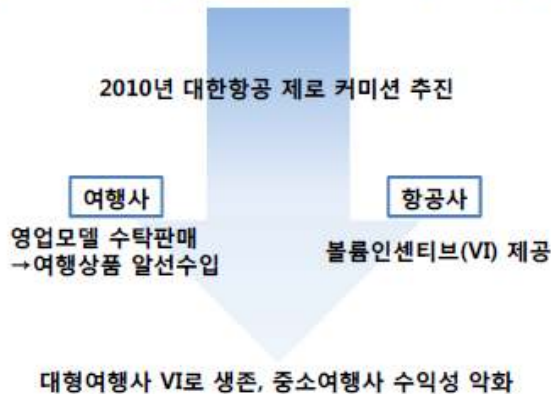 2010년 대한항공 제로 커미션 추진
여행사
영업모델 수탁판매
→여행상품 알선수입
항공사
볼륨인센티브(VI) 제공
대형여행사 VI로 생존, 중소여행사 수익성 악화